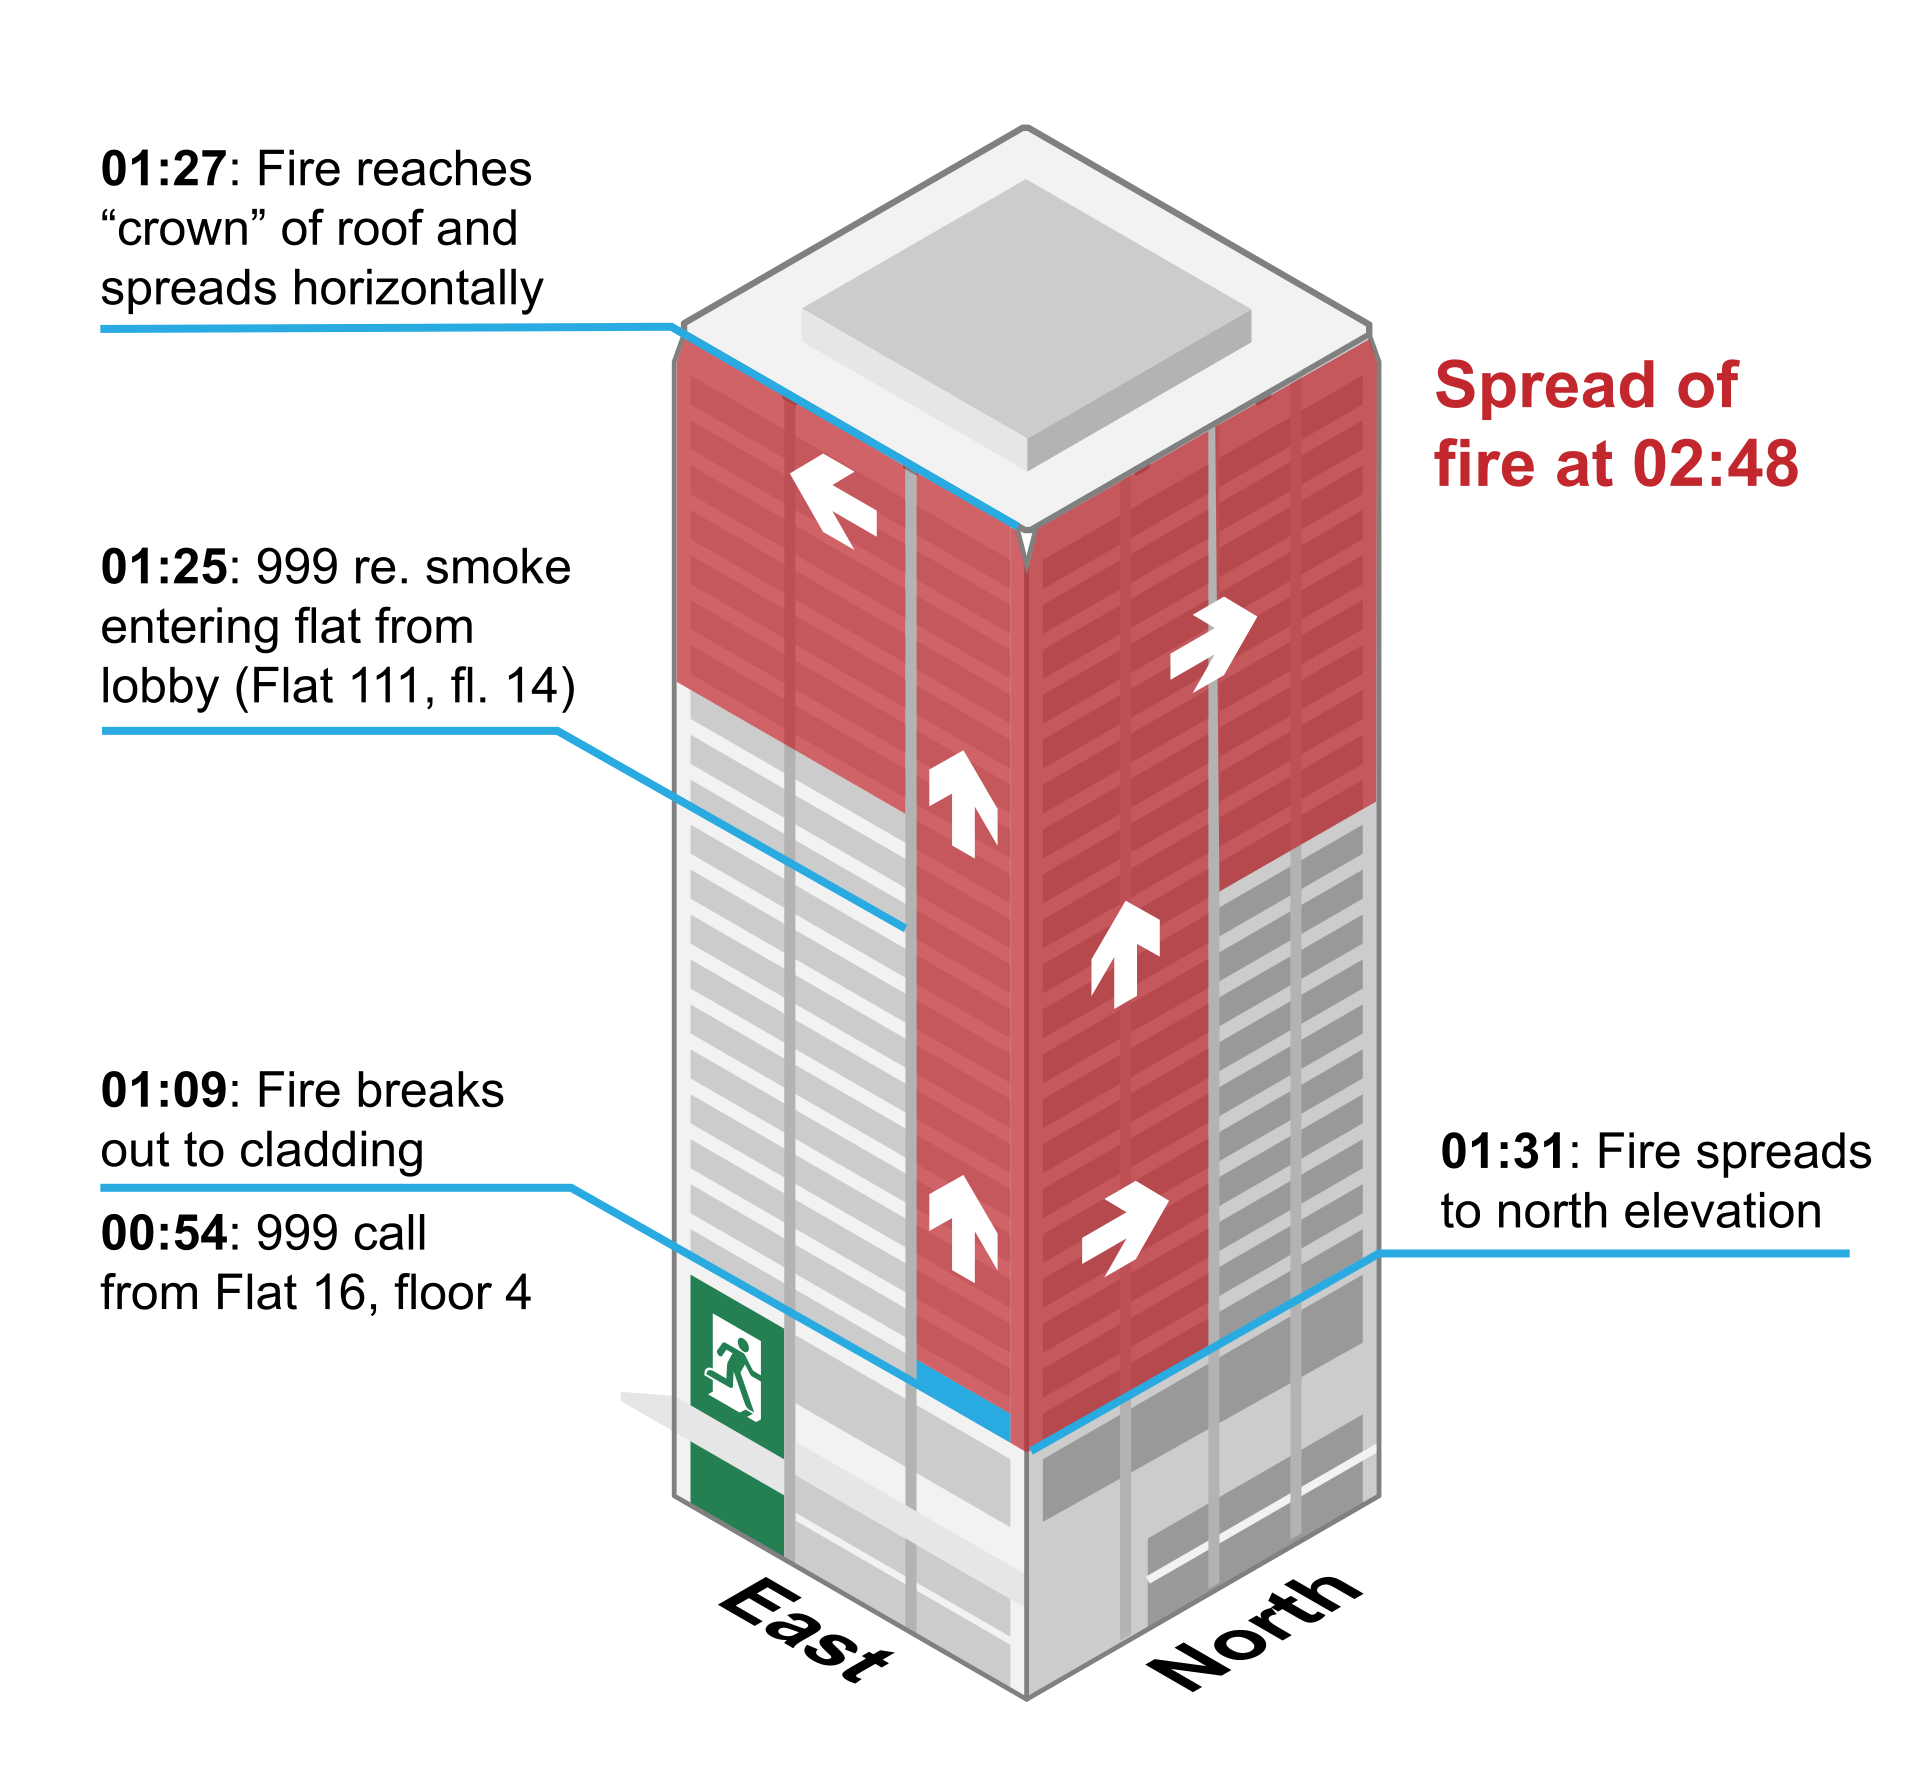 01:27: Fire reaches
“crown” of roof and
spreads horizontally
Spread of
fire at 02:48
01:25: 999 re. smoke
entering flat from
lobby (Flat 111, fl. 14)
01:09: Fire breaks
out to cladding
00:54: 999 call
from Flat 16, floor 4
01:31: Fire spreads
to north elevation
East
North